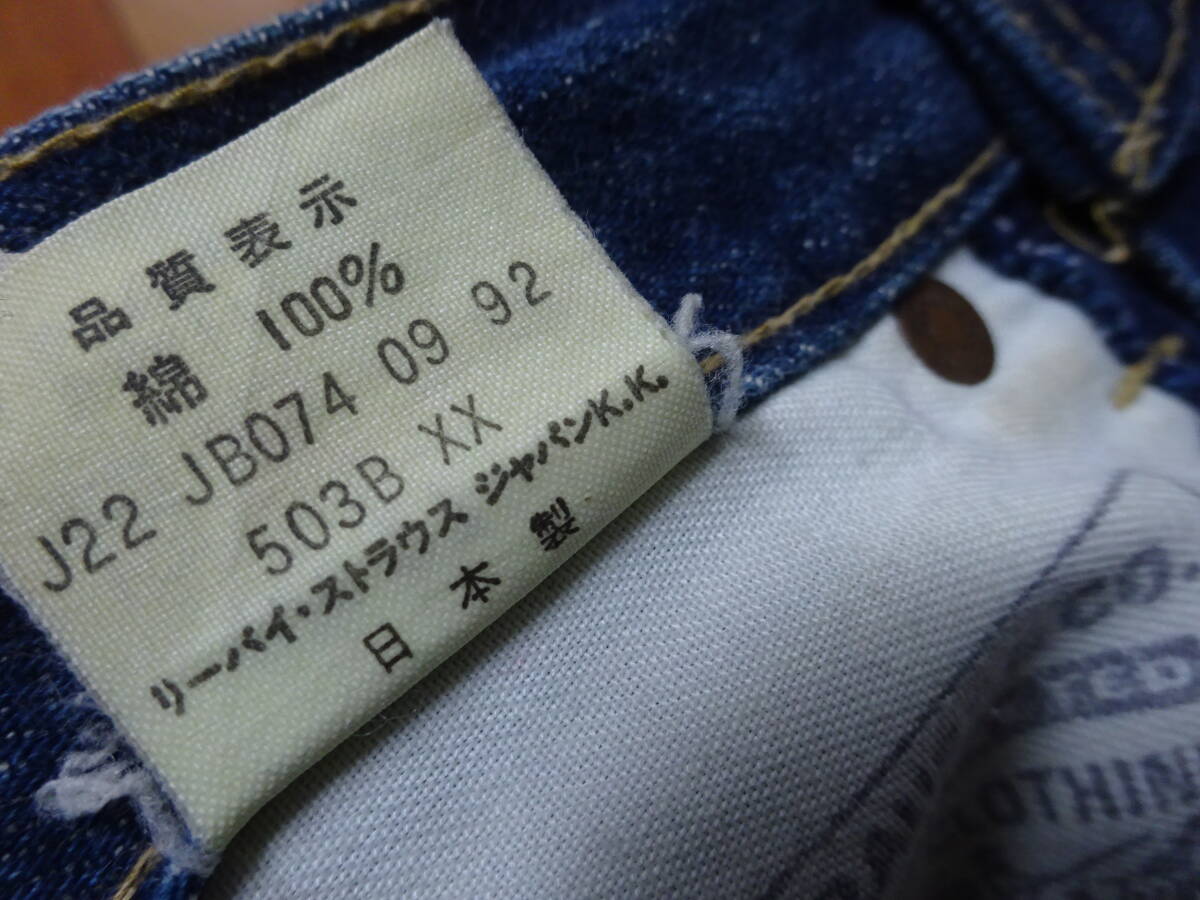 品質表示
綿 100%
J22 JB074 09 92
503B XX
リーバイ・ストラウス ジャパンK.K.
日本製
CO.